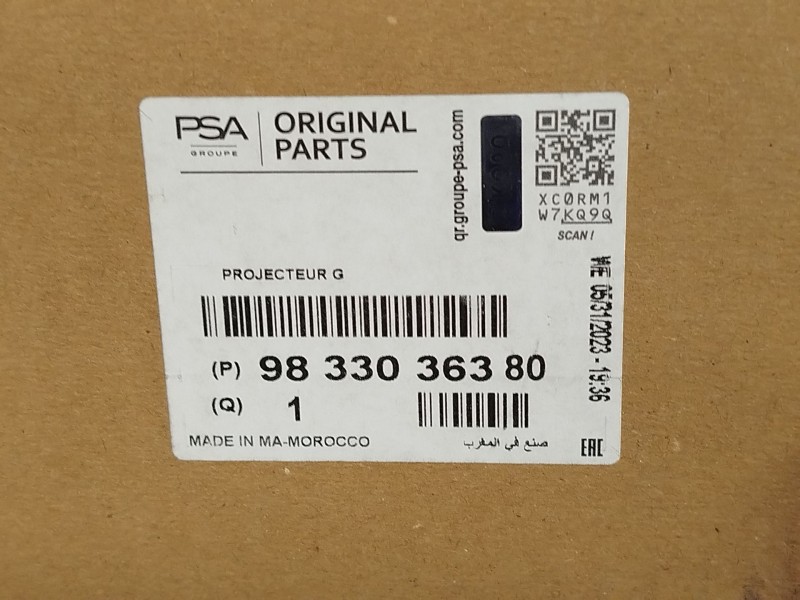 PSA
GROUPE
ORIGINAL
PARTS
qr.groupe-psa.com
XC0RM1
W7KQ9Q
SCAN!
PROJECTEUR G
05/31/2023 - 19:36
(P) 98 330 363 80
(Q) 1
MADE IN MA-MOROCCO
صنع في المغرب
EAC